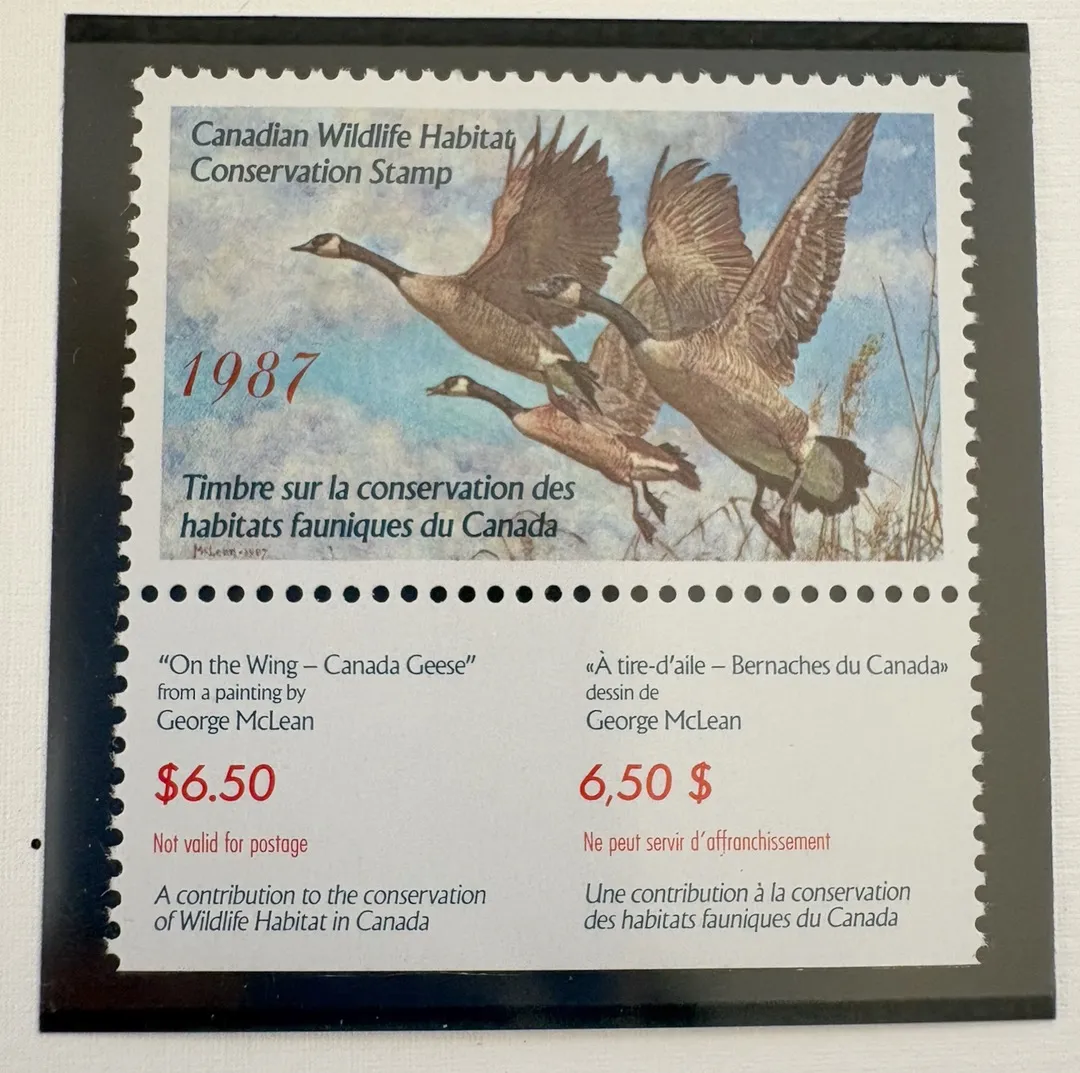 Canadian Wildlife Habitat
Conservation Stamp
1987
Timbre sur la conservation des
habitats fauniques du Canada
McLean-1987
“On the Wing – Canada Geese”
from a painting by
George McLean
$6.50
Not valid for postage
A contribution to the conservation
of Wildlife Habitat in Canada
«À tire-d’aile – Bernaches du Canada»
dessin de
George McLean
6,50 $
Ne peut servir d’affranchissement
Une contribution à la conservation
des habitats fauniques du Canada